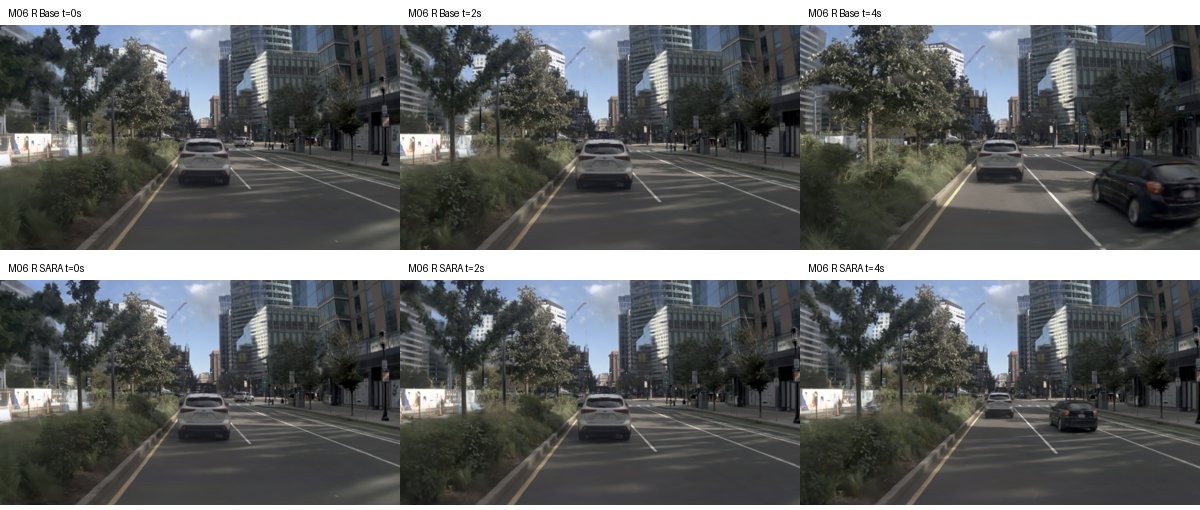 M06 R Base t=0s
M06 R Base t=2s
M06 R Base t=4s
M06 R SARA t=0s
M06 R SARA t=2s
M06 R SARA t=4s